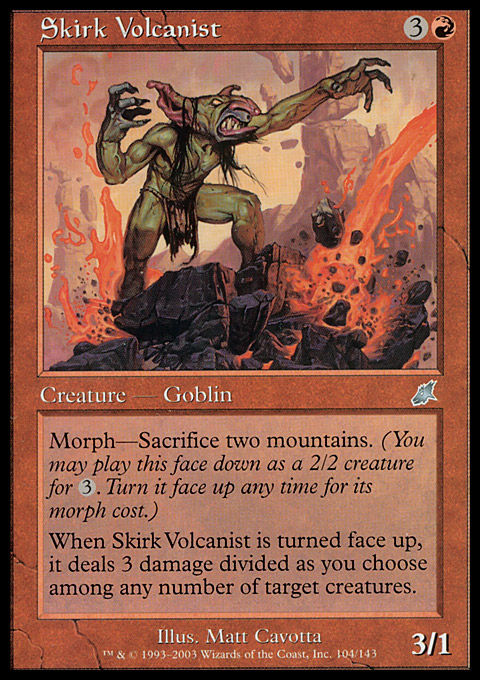 Skirk Volcanist 3
Creature — Goblin
Morph—Sacrifice two mountains. (You
may play this face down as a 2/2 creature
for 3. Turn it face up any time for its
morph cost.)
When Skirk Volcanist is turned face up,
it deals 3 damage divided as you choose
among any number of target creatures.
Illus. Matt Cavotta
™ & © 1993–2003 Wizards of the Coast, Inc. 104/143
3/1